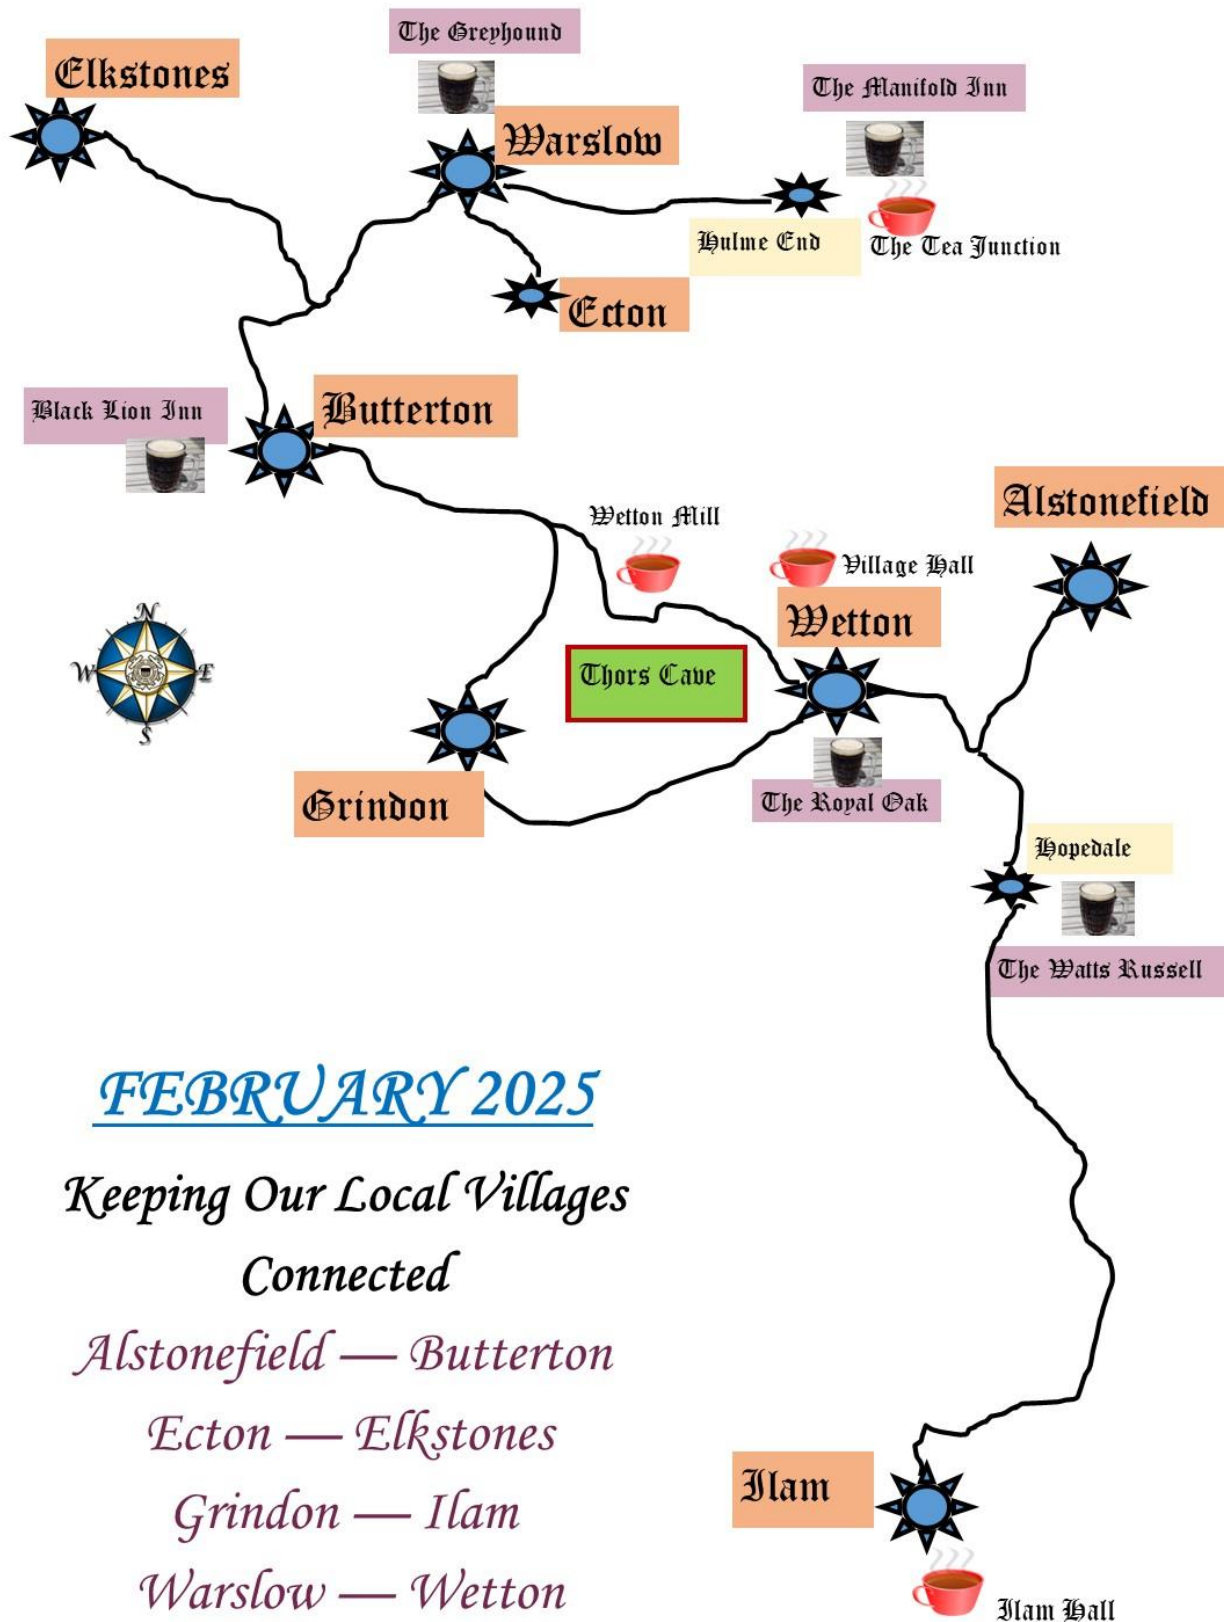 The Greyhound
Elkstones
The Manifold Inn
Warslow
Hulme End
The Tea Junction
Ecton
Black Lion Inn
Butterton
Alstonefield
Wetton Mill
Village Hall
Wetton
N
W E
S
Thors Cave
Grindon
The Royal Oak
Hopedale
The Watts Russell
FEBRUARY 2025
Keeping Our Local Villages
Connected
Alstonefield — Butterton
Ecton — Elkstones
Grindon — Ilam
Warslow — Wetton
Ilam
Ilam Hall